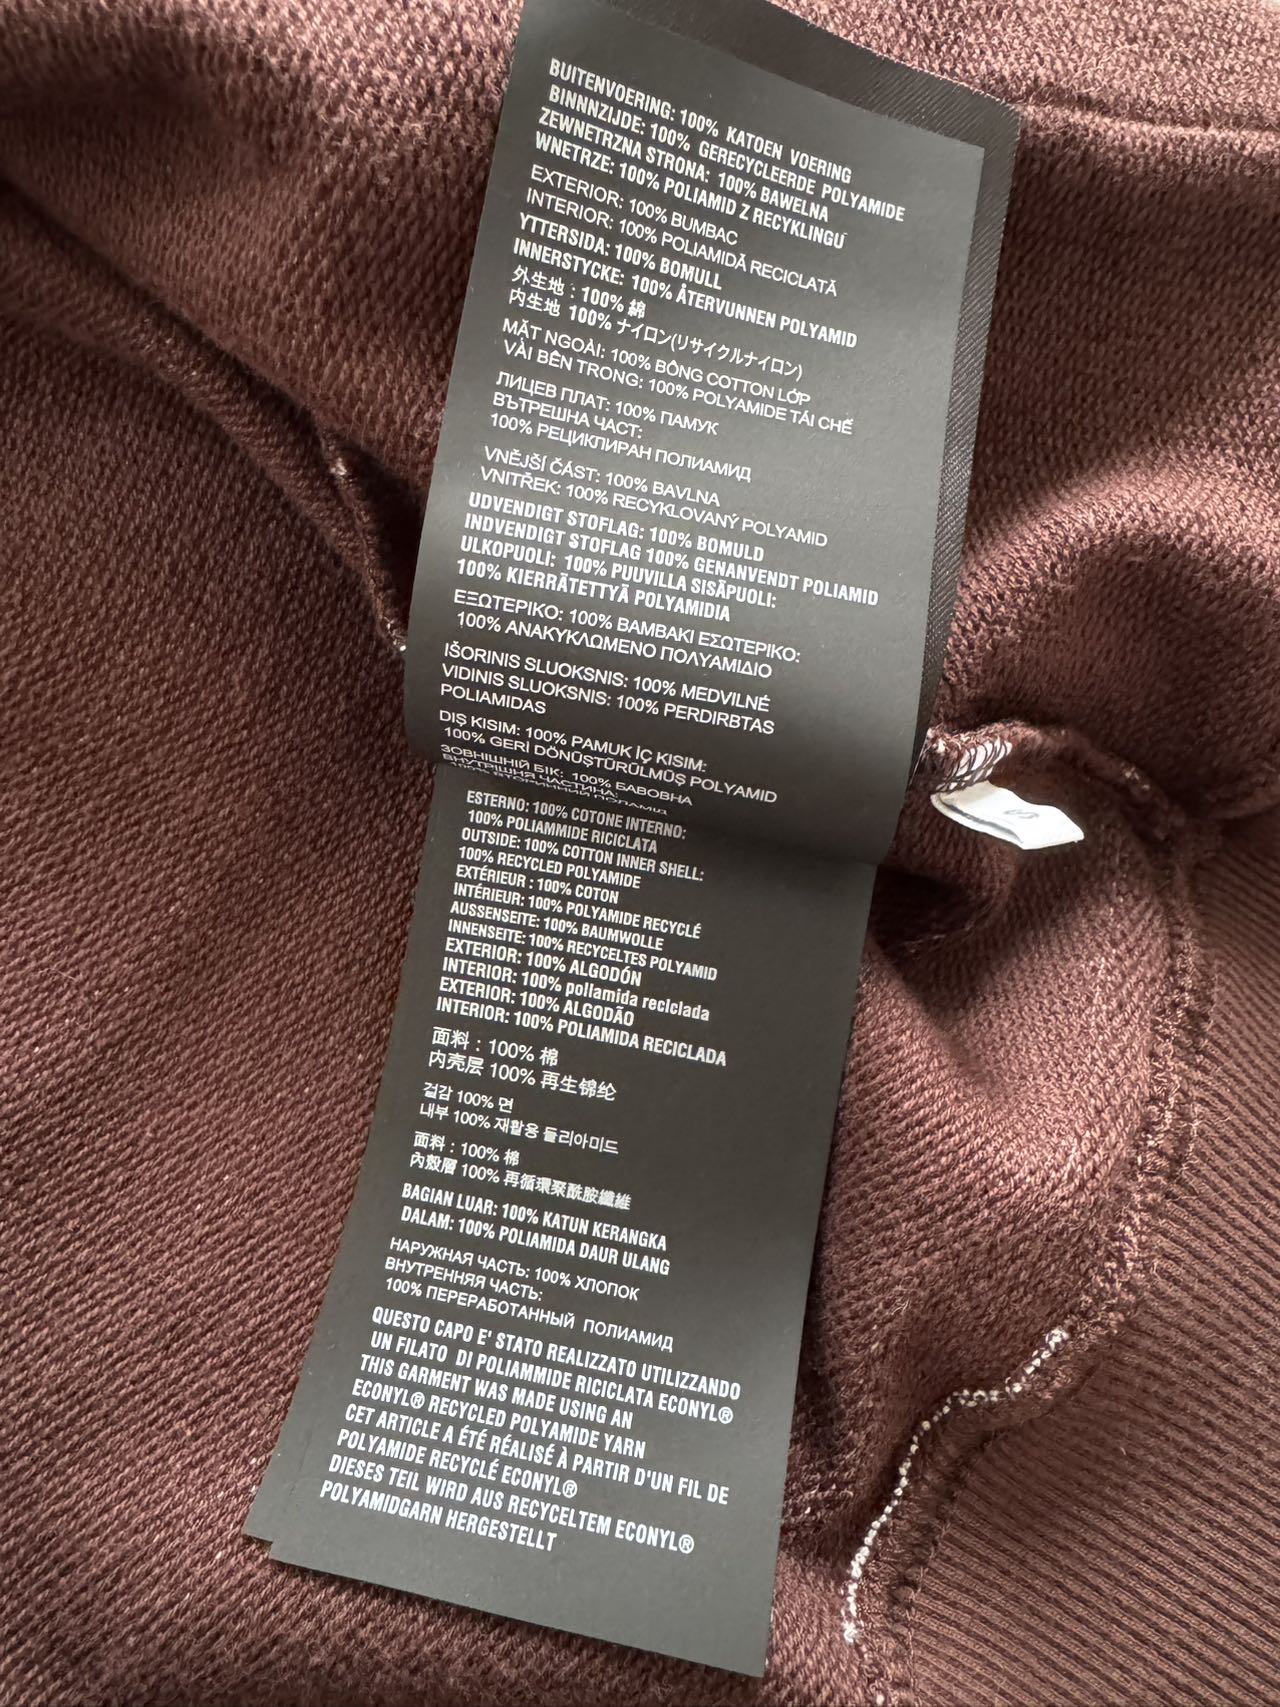 BUITENVOERING: 100% KATOEN VOERING
BINNNZIJDE: 100% GERECYCLEERDE POLYAMIDE
ZEWNETRZNA STRONA: 100% BAWELNA
WNETRZE: 100% POLIAMID Z RECYKLINGU
EXTERIOR: 100% BUMBAC
INTERIOR: 100% POLIAMIDĂ RECICLATĂ
YTTERSIDA: 100% BOMULL
INNERSTYCKE: 100% ÅTERVUNNEN POLYAMID
外生地：100% 綿
内生地 100% ナイロン(リサイクルナイロン)
MẶT NGOÀI: 100% BÔNG COTTON LỚP
VẢI BÊN TRONG: 100% POLYAMIDE TÁI CHẾ
ЛИЦЕВ ПЛАТ: 100% ПАМУК
ВЪТРЕШНА ЧАСТ:
100% РЕЦИКЛИРАН ПОЛИАМИД
VNĚJŠÍ ČÁST: 100% BAVLNA
VNITŘEK: 100% RECYKLOVANÝ POLYAMID
UDVENDIGT STOFLAG: 100% BOMULD
INDVENDIGT STOFLAG 100% GENANVENDT POLIAMID
ULKOPUOLI: 100% PUUVILLA SISÄPUOLI:
100% KIERRÄTETTYÄ POLYAMIDIA
ΕΞΩΤΕΡΙΚΟ: 100% ΒΑΜΒΑΚΙ ΕΣΩΤΕΡΙΚΟ:
100% ΑΝΑΚΥΚΛΩΜΕΝΟ ΠΟΛΥΑΜΙΔΙΟ
IŠORINIS SLUOKSNIS: 100% MEDVILNĖ
VIDINIS SLUOKSNIS: 100% PERDIRBTAS
POLIAMIDAS
DIŞ KISIM: 100% PAMUK İÇ KISIM:
100% GERİ DÖNÜŞTÜRÜLMÜŞ POLYAMID
ЗОВНІШНІЙ БІК: 100% БАВОВНА
ВНУТРІШНЯ ЧАСТИНА:
100% ВТОРИННИЙ ПОЛАМІД
ESTERNO: 100% COTONE INTERNO:
100% POLIAMMIDE RICICLATA
OUTSIDE: 100% COTTON INNER SHELL:
100% RECYCLED POLYAMIDE
EXTÉRIEUR : 100% COTON
INTÉRIEUR: 100% POLYAMIDE RECYCLÉ
AUSSENSEITE: 100% BAUMWOLLE
INNENSEITE: 100% RECYCELTES POLYAMID
EXTERIOR: 100% ALGODÓN
INTERIOR: 100% poliamida reciclada
EXTERIOR: 100% ALGODÃO
INTERIOR: 100% POLIAMIDA RECICLADA
面料：100% 棉
内壳层 100% 再生锦纶
겉감 100% 면
내부 100% 재활용 폴리아미드
面料：100% 棉
內殼層 100% 再循環聚酰胺纖維
BAGIAN LUAR: 100% KATUN KERANGKA
DALAM: 100% POLIAMIDA DAUR ULANG
НАРУЖНАЯ ЧАСТЬ: 100% ХЛОПОК
ВНУТРЕННЯЯ ЧАСТЬ:
100% ПЕРЕРАБОТАННЫЙ ПОЛИАМИД
QUESTO CAPO E' STATO REALIZZATO UTILIZZANDO
UN FILATO DI POLIAMMIDE RICICLATA ECONYL®
THIS GARMENT WAS MADE USING AN
ECONYL® RECYCLED POLYAMIDE YARN
CET ARTICLE A ÉTÉ RÉALISÉ À PARTIR D'UN FIL DE
POLYAMIDE RECYCLÉ ECONYL®
DIESES TEIL WIRD AUS RECYCELTEM ECONYL®
POLYAMIDGARN HERGESTELLT
S